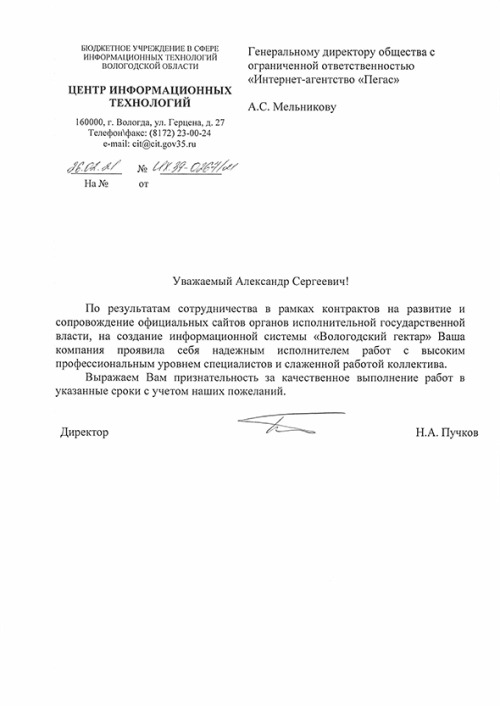 БЮДЖЕТНОЕ УЧРЕЖДЕНИЕ В СФЕРЕ
ИНФОРМАЦИОННЫХ ТЕХНОЛОГИЙ
ВОЛОГОДСКОЙ ОБЛАСТИ
ЦЕНТР ИНФОРМАЦИОННЫХ
ТЕХНОЛОГИЙ
160000, г. Вологда, ул. Герцена, д. 27
Телефон\факс: (8172) 23-00-24
e-mail: cit@cit.gov35.ru
26.02.21 № ИХ.39-0267/21
На № от
Генеральному директору общества с
ограниченной ответственностью
«Интернет-агентство «Пегас»
А.С. Мельникову
Уважаемый Александр Сергеевич!
По результатам сотрудничества в рамках контрактов на развитие и
сопровождение официальных сайтов органов исполнительной государственной
власти, на создание информационной системы «Вологодский гектар» Ваша
компания проявила себя надежным исполнителем работ с высоким
профессиональным уровнем специалистов и слаженной работой коллектива.
Выражаем Вам признательность за качественное выполнение работ в
указанные сроки с учетом наших пожеланий.
Директор Н.А. Пучков